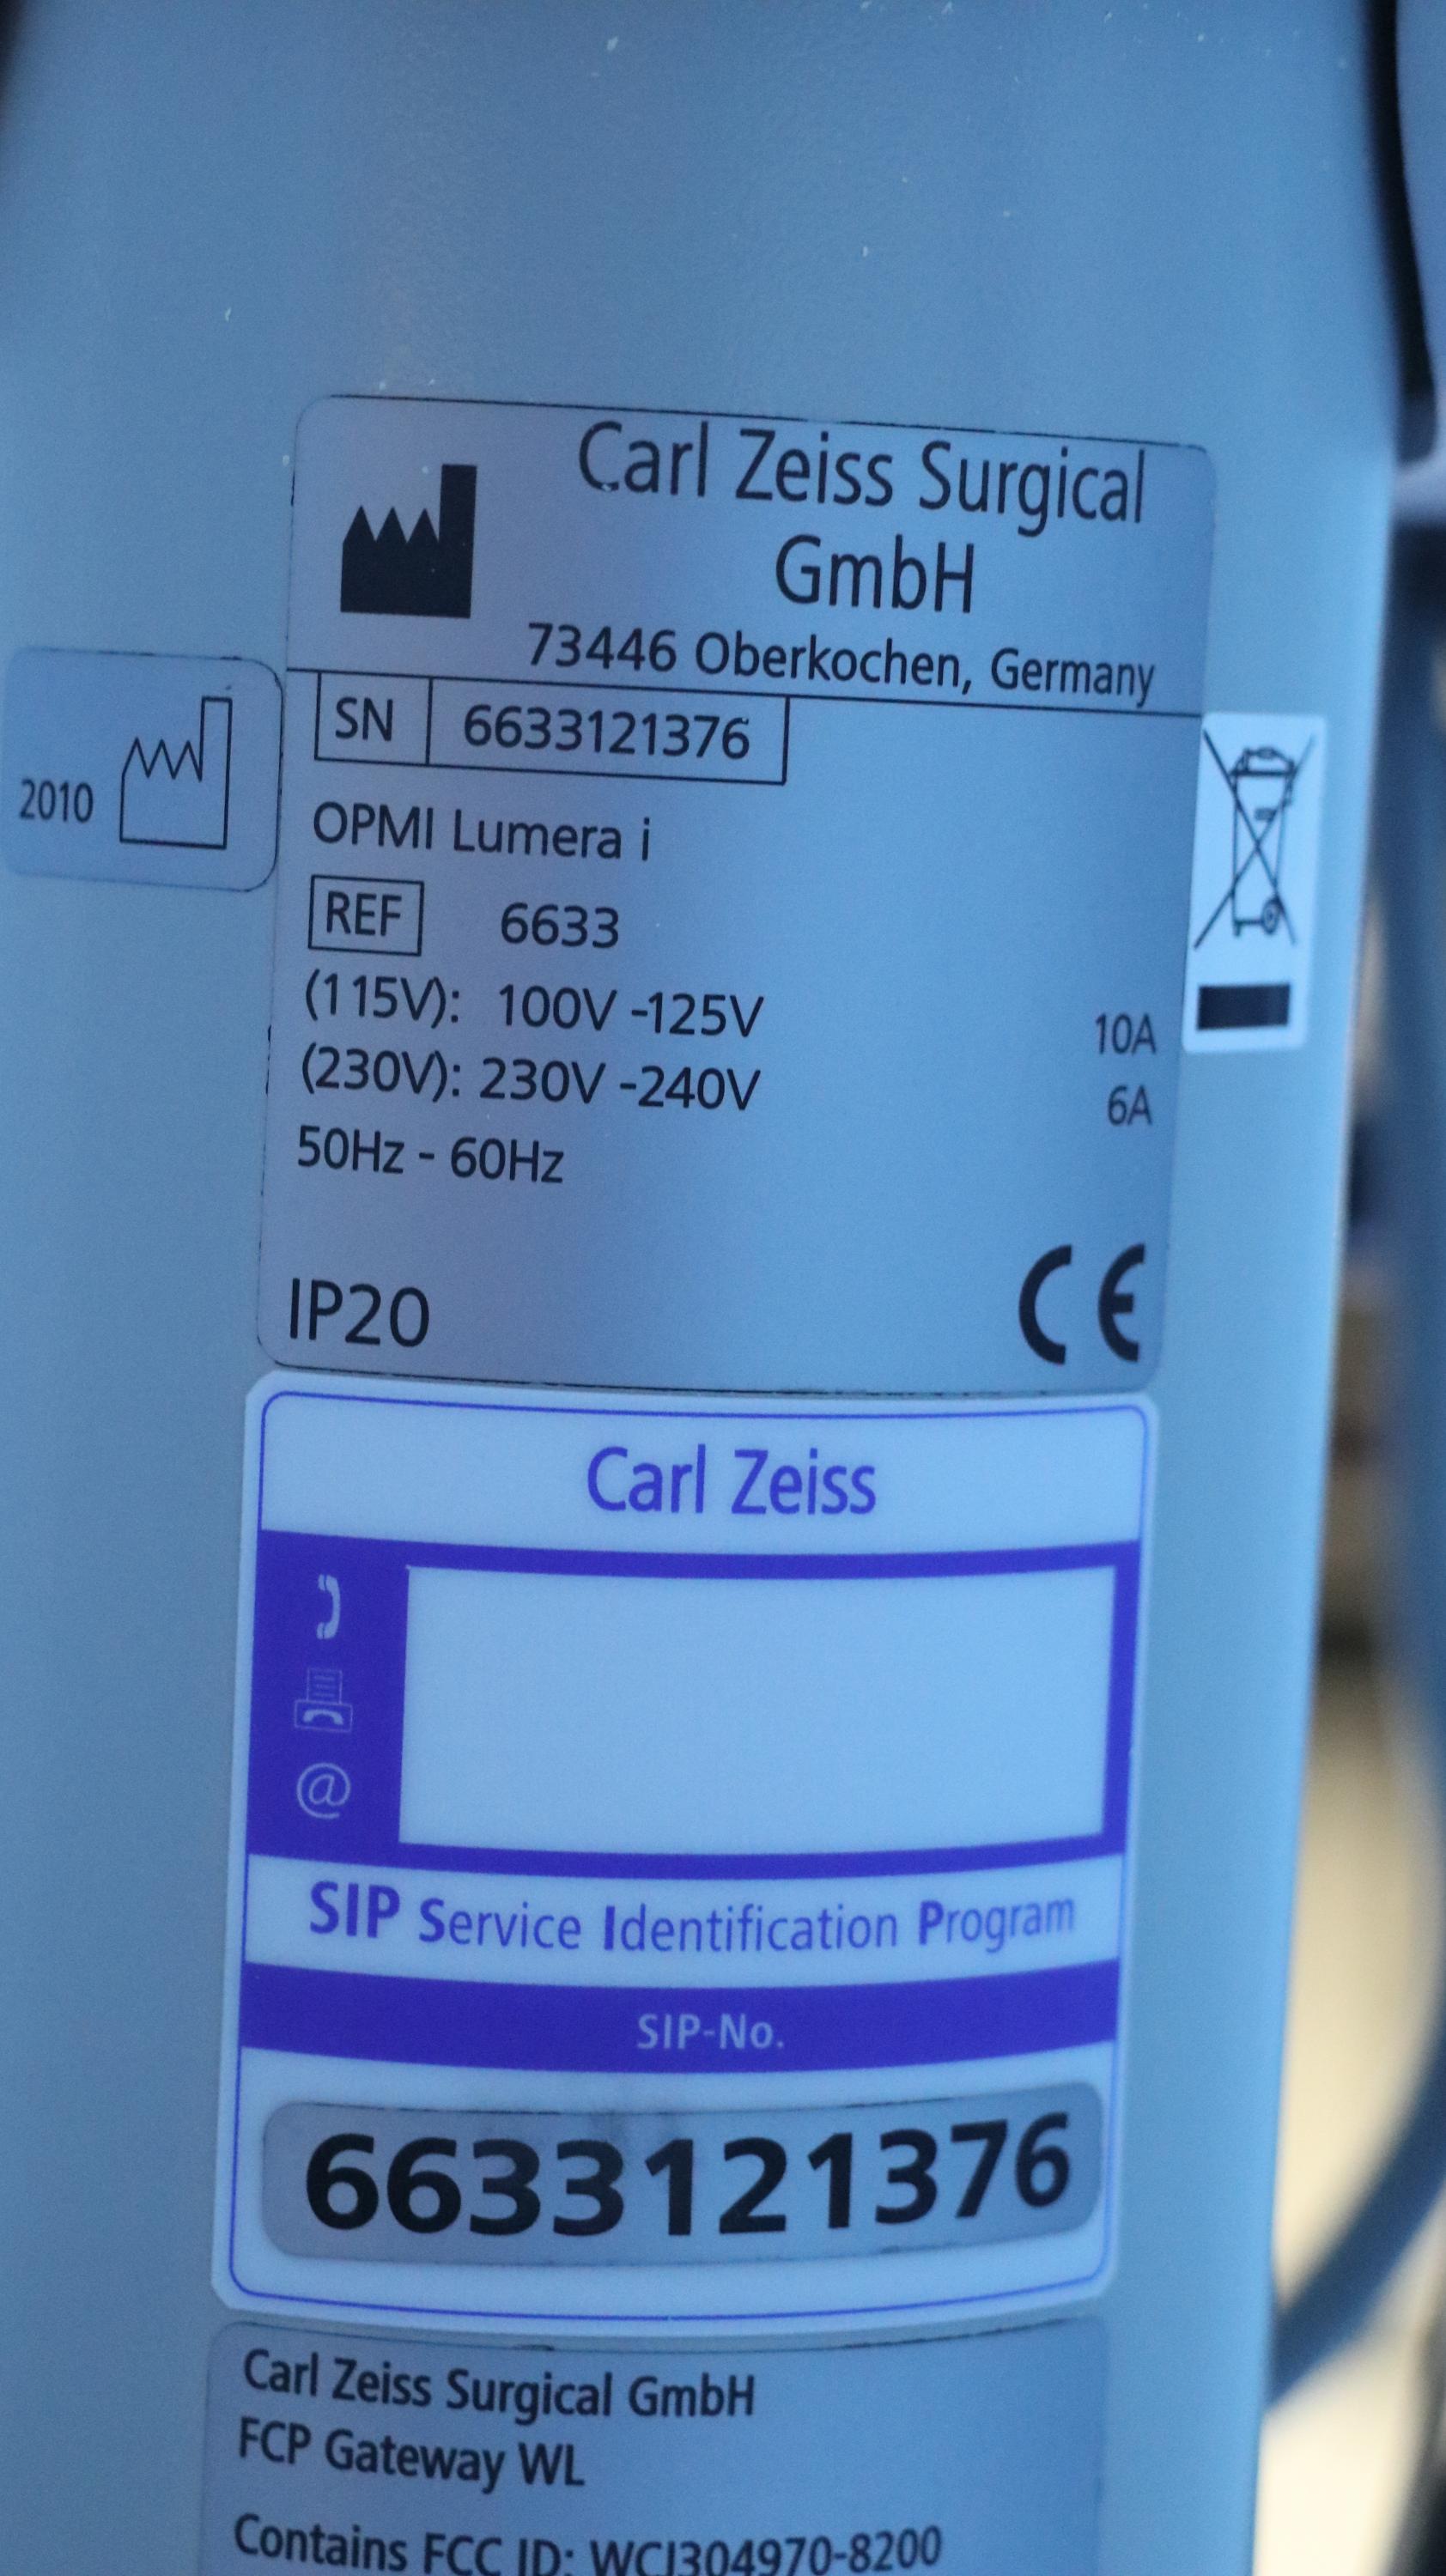 Carl Zeiss Surgical
GmbH
73446 Oberkochen, Germany
2010
SN 6633121376
OPMI Lumera i
REF 6633
(115V): 100V -125V 10A
(230V): 230V -240V 6A
50Hz - 60Hz
IP20 CE
Carl Zeiss
@
SIP Service Identification Program
SIP-No.
6633121376
Carl Zeiss Surgical GmbH
FCP Gateway WL
Contains FCC ID: WCJ304970-8200